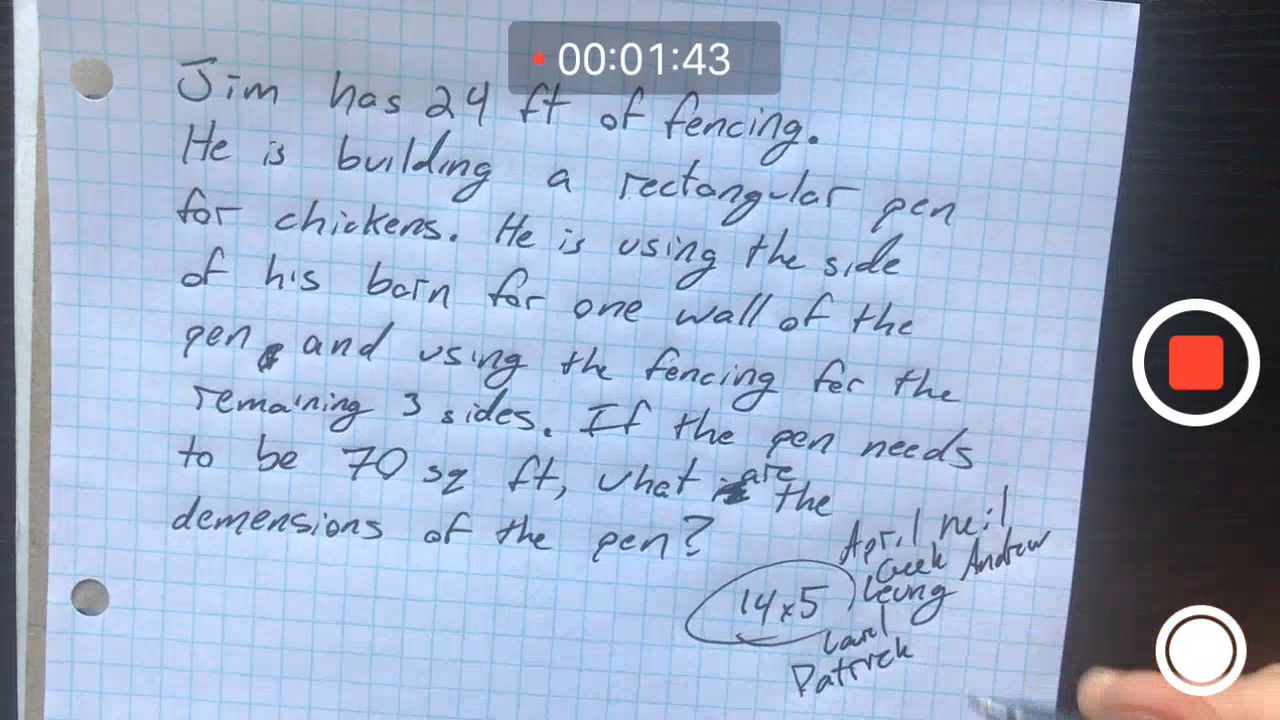 00:01:43
Jim has 24 ft of fencing.
He is building a rectangular pen
for chickens. He is using the side
of his barn for one wall of the
pen, and using the fencing for the
remaining 3 sides. If the pen needs
to be 70 sq ft, what are the
demensions of the pen?
April neil
Geek Andrew
14x5 Leung
Carol
Patrick